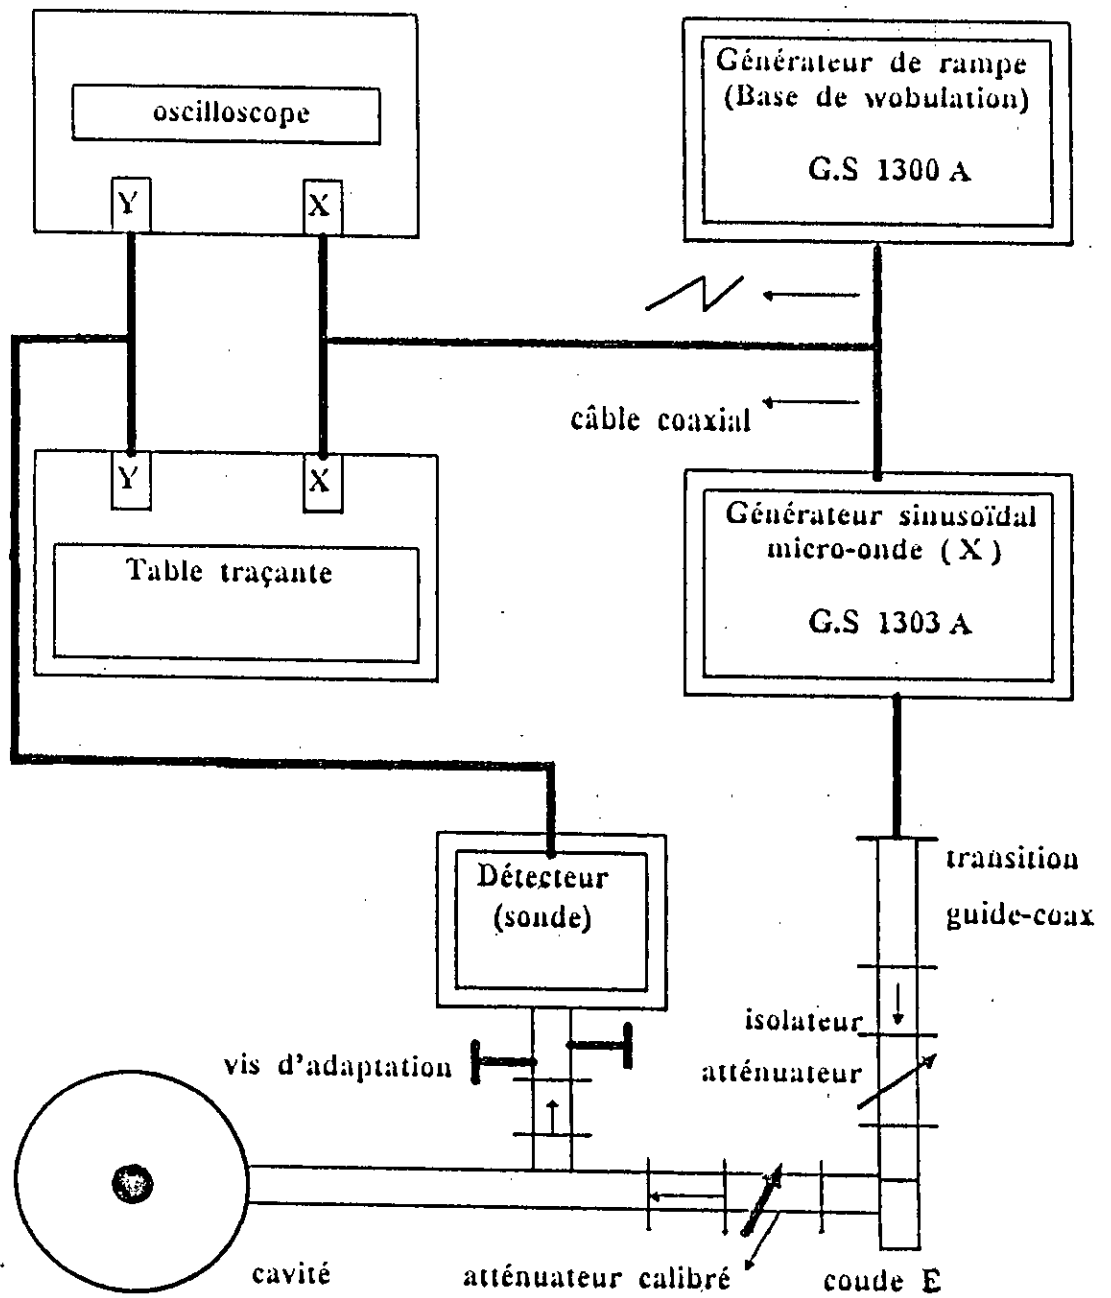 oscilloscope
Y
X
Générateur de rampe
(Base de wobulation)
G.S 1300 A
câble coaxial
Y
X
Table traçante
Générateur sinusoïdal
micro-onde ( X )
G.S 1303 A
Détecteur
(sonde)
transition
guide-coax
isolateur
atténuateur
vis d'adaptation
cavité
atténuateur calibré
coude E